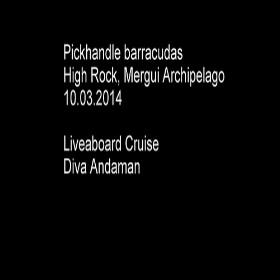 Pickhandle barracudas
High Rock, Mergui Archipelago
10.03.2014
Liveaboard Cruise
Diva Andaman